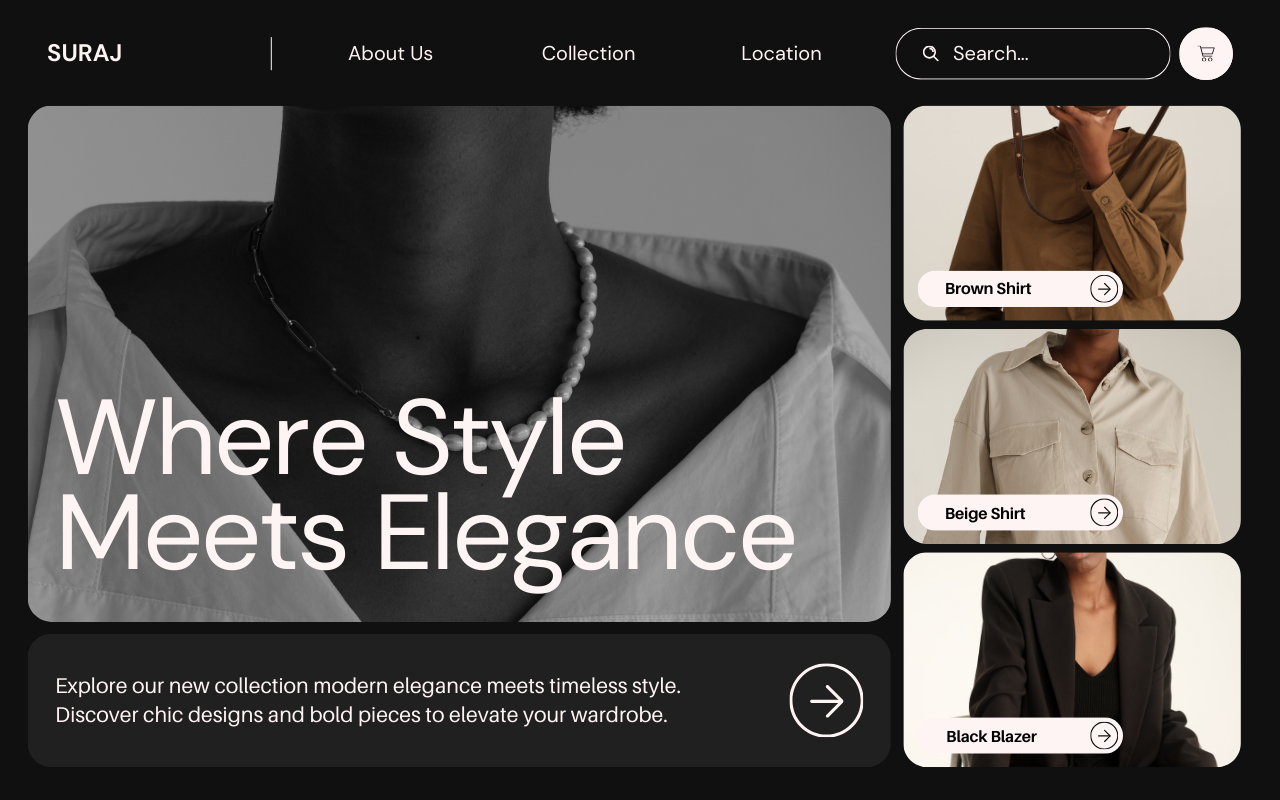 SURAJ
About Us
Collection
Location
Search...
Where Style
Meets Elegance
Explore our new collection modern elegance meets timeless style.
Discover chic designs and bold pieces to elevate your wardrobe.
Brown Shirt
Beige Shirt
Black Blazer